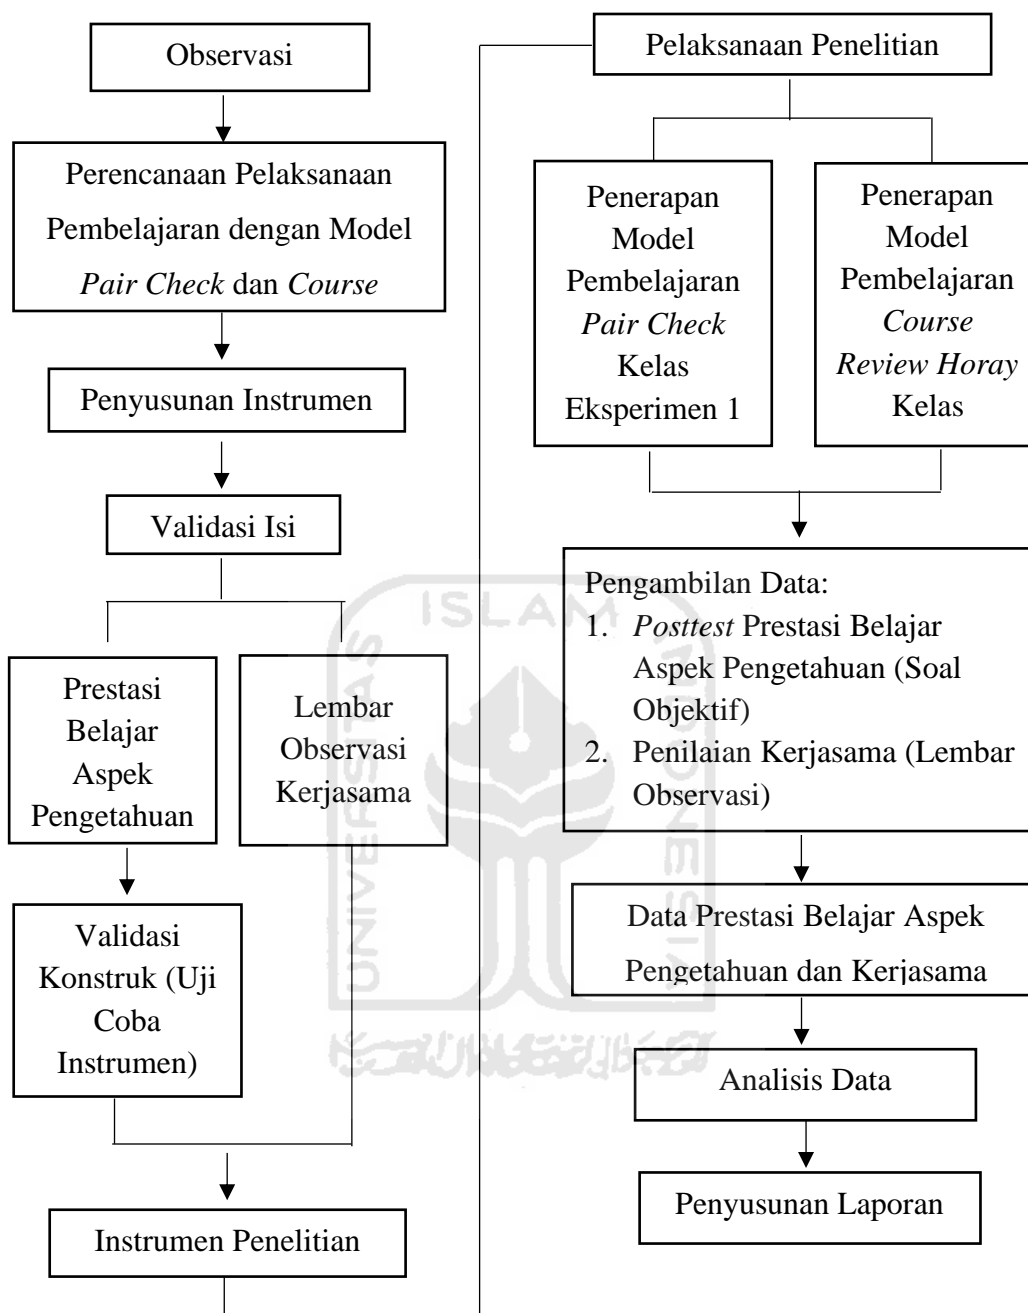 Observasi
Perencanaan Pelaksanaan
Pembelajaran dengan Model
Pair Check dan Course
Penyusunan Instrumen
Validasi Isi
Prestasi
Belajar
Aspek
Pengetahuan
Lembar
Observasi
Kerjasama
Validasi
Konstruk (Uji
Coba
Instrumen)
Instrumen Penelitian
Pelaksanaan Penelitian
Penerapan
Model
Pembelajaran
Pair Check
Kelas
Eksperimen 1
Penerapan
Model
Pembelajaran
Course
Review Horay
Kelas
Pengambilan Data:
1. Posttest Prestasi Belajar
Aspek Pengetahuan (Soal
Objektif)
2. Penilaian Kerjasama (Lembar
Observasi)
Data Prestasi Belajar Aspek
Pengetahuan dan Kerjasama
Analisis Data
Penyusunan Laporan
UNIVERSITAS
ISLAM
INDONESIA